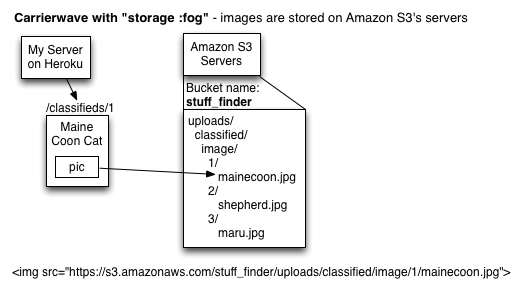 Carrierwave with "storage :fog" - images are stored on Amazon S3's servers
My Server
on Heroku
Amazon S3
Servers
/classifieds/1
Maine
Coon Cat
pic
Bucket name:
stuff_finder
uploads/
classified/
image/
1/
mainecoon.jpg
2/
shepherd.jpg
3/
maru.jpg
<img src="https://s3.amazonaws.com/stuff_finder/uploads/classified/image/1/mainecoon.jpg">